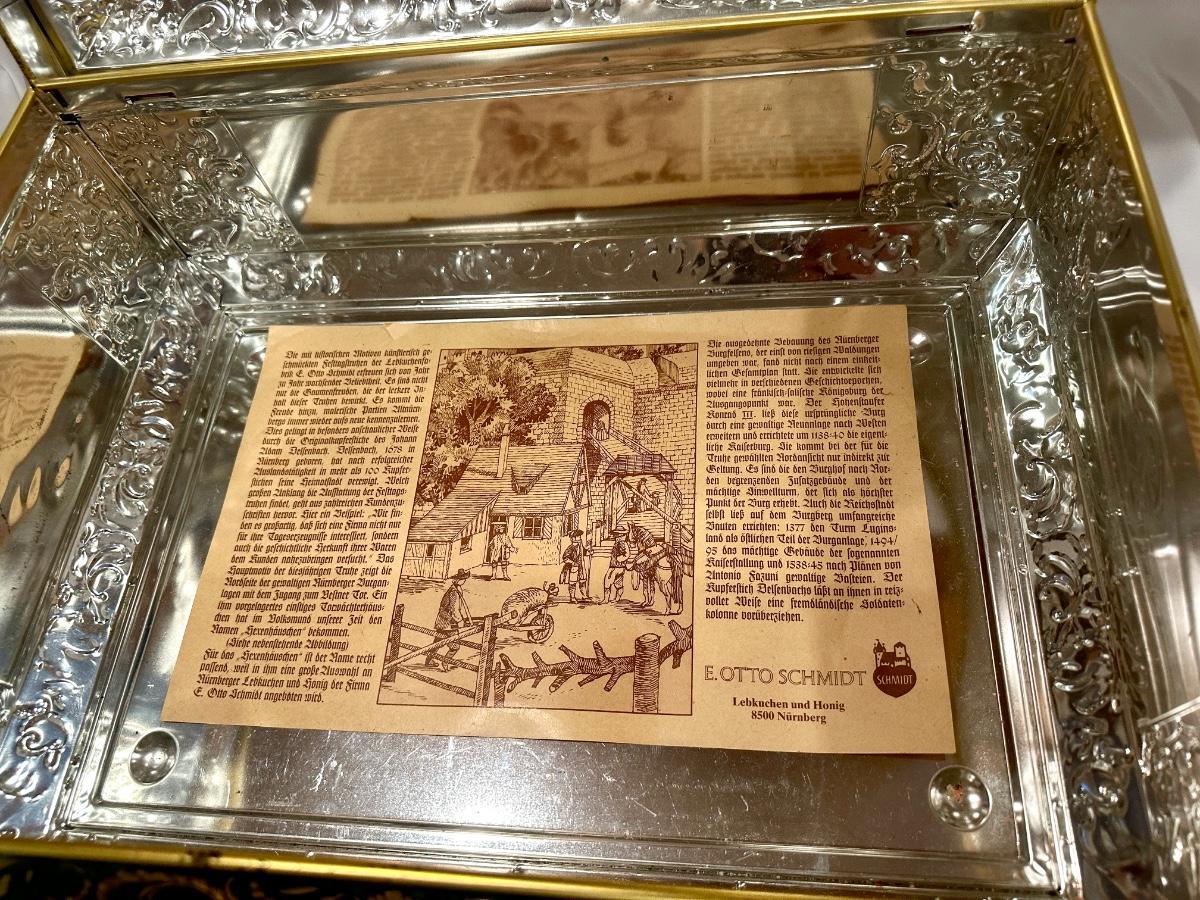 Die mit historischen Motiven künstlerisch ge-
schmückten Festtagstruhen der Lebkuchenfa-
brik E. Otto Schmidt erfreuen sich von Jahr
zu Jahr wachsender Beliebtheit. Es sind nicht
nur die Gaumenfreuden, die der leckere In-
halt dieser Truhen bewirkt. Es kommt die
Freude hinzu, malerische Partien Altnürn-
bergs immer wieder aufs neue kennenzulernen.
Dies gelingt in besonders anschaulicher Weise
durch die Originalkupferstiche des Johann
Adam Delsenbach. Delsenbach, 1678 in
Nürnberg geboren, hat nach erfolgreicher
Auslandstätigkeit in mehr als 100 Kupfer-
stichen seine Heimatstadt verewigt. Welch
großen Anklang die Ausstattung der Festtags-
truhen findet, geht aus zahlreichen Kundenzu-
schriften hervor. Hier ein Beispiel: „Wir fin-
den es großartig, daß sich eine Firma nicht nur
für ihre Tageserzeugnisse interessiert, sondern
auch die geschichtliche Herkunft ihrer Waren
dem Kunden nahezubringen versucht.“ Das
Hauptmotiv der diesjährigen Truhe zeigt die
Nordseite der gewaltigen Nürnberger Burgan-
lagen mit dem Zugang zum Vestner Tor. Ein
ihm vorgelagertes einstiges Torwächterhäus-
chen hat im Volksmund unserer Zeit den
Namen „Hexenhäuschen“ bekommen.
(Siehe nebenstehende Abbildung)
Für das „Hexenhäuschen“ ist der Name recht
passend, weil in ihm eine große Auswahl an
Nürnberger Lebkuchen und Honig der Firma
E. Otto Schmidt angeboten wird.
Die ausgedehnte Bebauung des Nürnberger
Burgfelsens, der einst von riesigen Waldungen
umgeben war, fand nicht nach einem einheit-
lichen Gesamtplan statt. Sie entwickelte sich
vielmehr in verschiedenen Geschichtsepochen,
wobei eine fränkisch-salische Königsburg der
Ausgangspunkt war. Der Hohenstaufer
Konrad III. ließ diese ursprüngliche Burg
durch eine gewaltige Neuanlage nach Westen
erweitern und errichtete um 1138-40 die eigent-
liche Kaiserburg. Sie kommt bei der für die
Truhe gewählten Nordansicht nur indirekt zur
Geltung. Es sind die den Burghof nach Nor-
den begrenzenden Zusatzgebäude und der
mächtige Sinwellturm, der sich als höchster
Punkt der Burg erhebt. Auch die Reichsstadt
selbst ließ auf dem Burgberg umfangreiche
Bauten errichten: 1377 den Turm Lugins-
land als östlichen Teil der Burganlage, 1494/
95 das mächtige Gebäude der sogenannten
Kaiserstallung und 1538-45 nach Plänen von
Antonio Fazuni gewaltige Basteien. Der
Kupferstich Delsenbachs läßt an ihnen in reiz-
voller Weise eine fremdländische Soldaten-
kolonne vorüberziehen.
E. OTTO SCHMIDT
SCHMIDT
Lebkuchen und Honig
8500 Nürnberg